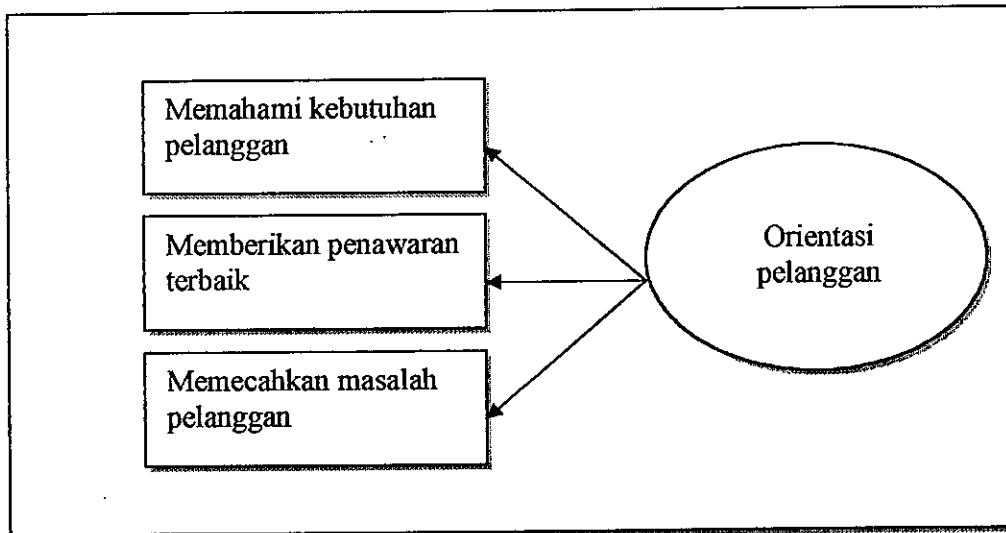 Memahami kebutuhan
pelanggan
Memberikan penawaran
terbaik
Memecahkan masalah
pelanggan
Orientasi
pelanggan